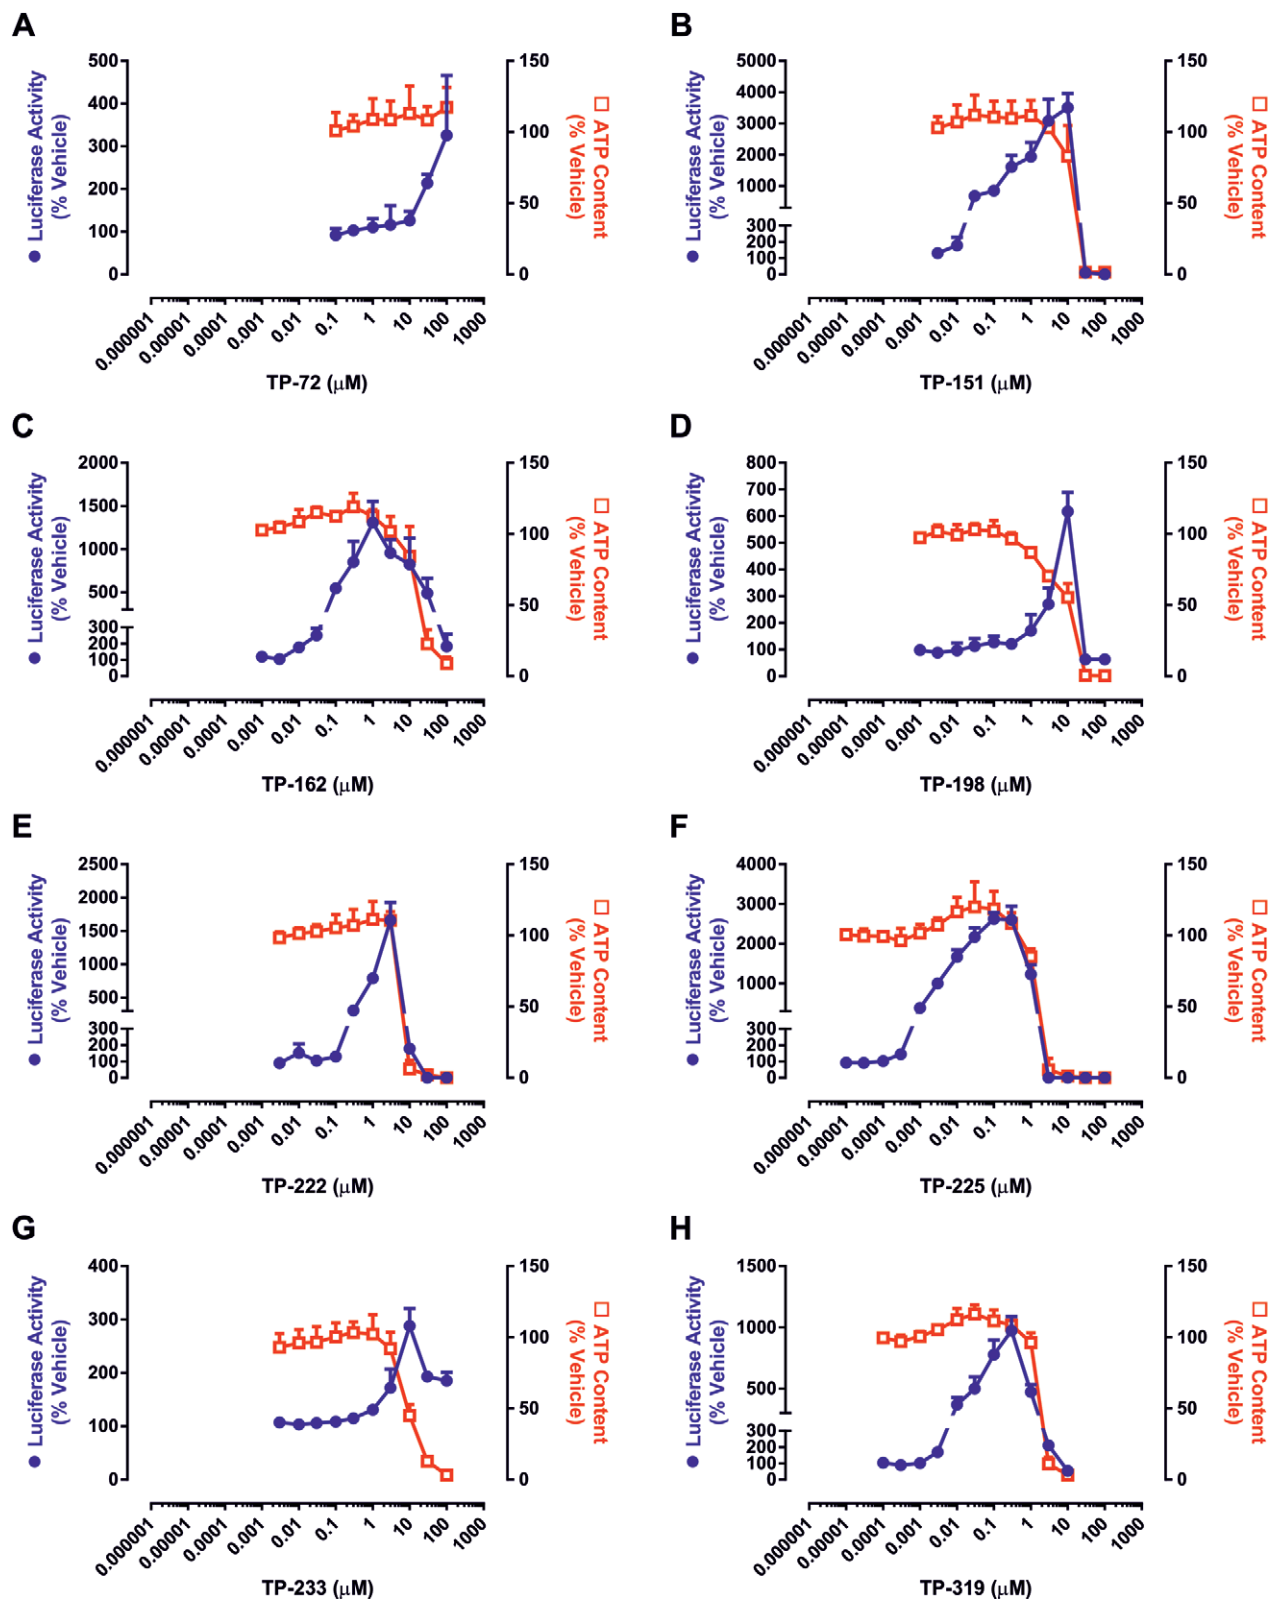 A
● Luciferase Activity
(% Vehicle)
500
400
300
200
100
0
150
100
50
0
□ ATP Content
(% Vehicle)
0.000001 0.00001 0.0001 0.001 0.01 0.1 1 10 100 1000
TP-72 (μM)
B
● Luciferase Activity
(% Vehicle)
5000
4000
3000
2000
1000
300
200
100
0
150
100
50
0
□ ATP Content
(% Vehicle)
0.000001 0.00001 0.0001 0.001 0.01 0.1 1 10 100 1000
TP-151 (μM)
C
● Luciferase Activity
(% Vehicle)
2000
1500
1000
500
300
200
100
0
150
100
50
0
□ ATP Content
(% Vehicle)
0.000001 0.00001 0.0001 0.001 0.01 0.1 1 10 100 1000
TP-162 (μM)
D
● Luciferase Activity
(% Vehicle)
800
700
600
500
400
300
200
100
0
150
100
50
0
□ ATP Content
(% Vehicle)
0.000001 0.00001 0.0001 0.001 0.01 0.1 1 10 100 1000
TP-198 (μM)
E
● Luciferase Activity
(% Vehicle)
2500
2000
1500
1000
500
300
200
100
0
150
100
50
0
□ ATP Content
(% Vehicle)
0.000001 0.00001 0.0001 0.001 0.01 0.1 1 10 100 1000
TP-222 (μM)
F
● Luciferase Activity
(% Vehicle)
4000
3000
2000
1000
300
200
100
0
150
100
50
0
□ ATP Content
(% Vehicle)
0.000001 0.00001 0.0001 0.001 0.01 0.1 1 10 100 1000
TP-225 (μM)
G
● Luciferase Activity
(% Vehicle)
400
300
200
100
0
150
100
50
0
□ ATP Content
(% Vehicle)
0.000001 0.00001 0.0001 0.001 0.01 0.1 1 10 100 1000
TP-233 (μM)
H
● Luciferase Activity
(% Vehicle)
1500
1000
500
300
200
100
0
150
100
50
0
□ ATP Content
(% Vehicle)
0.000001 0.00001 0.0001 0.001 0.01 0.1 1 10 100 1000
TP-319 (μM)